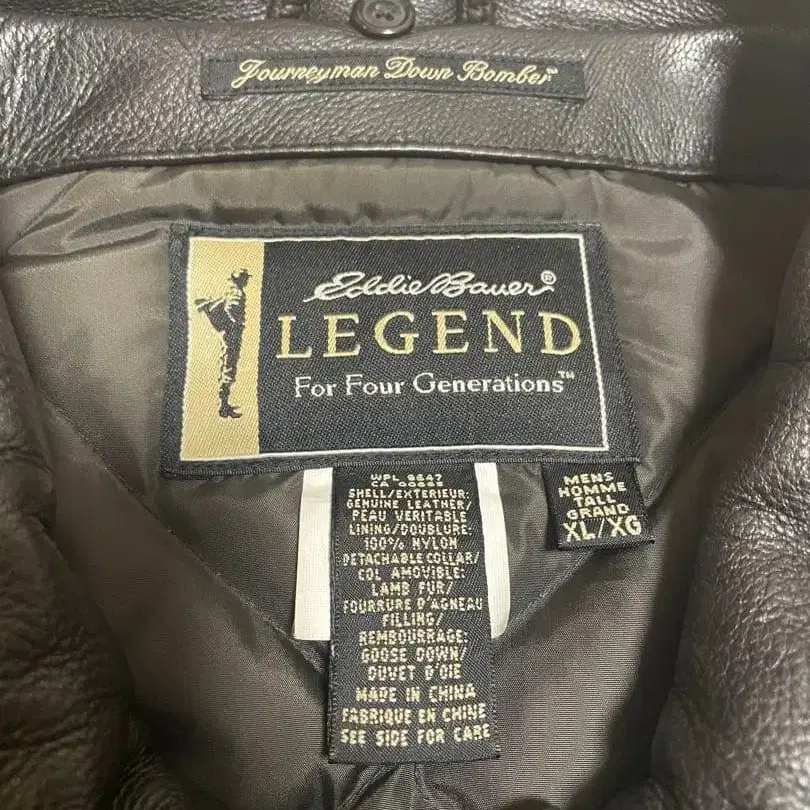 Journeyman Down Bomber™
Eddie Bauer®
LEGEND
For Four Generations™
WPL 8647
SHELL/EXTERIEUR:
GENUINE LEATHER/
PEAU VERITABLE
LINING/DOUBLURE:
100% NYLON
DETACHABLE COLLAR/
COL AMOVIBLE:
LAMB FUR/
FOURRURE D'AGNEAU
FILLING/
REMBOURRAGE:
GOOSE DOWN/
DUVET D'OIE
MADE IN CHINA
FABRIQUE EN CHINE
SEE SIDE FOR CARE
MENS
HOMME
TALL
GRAND
XL/XG